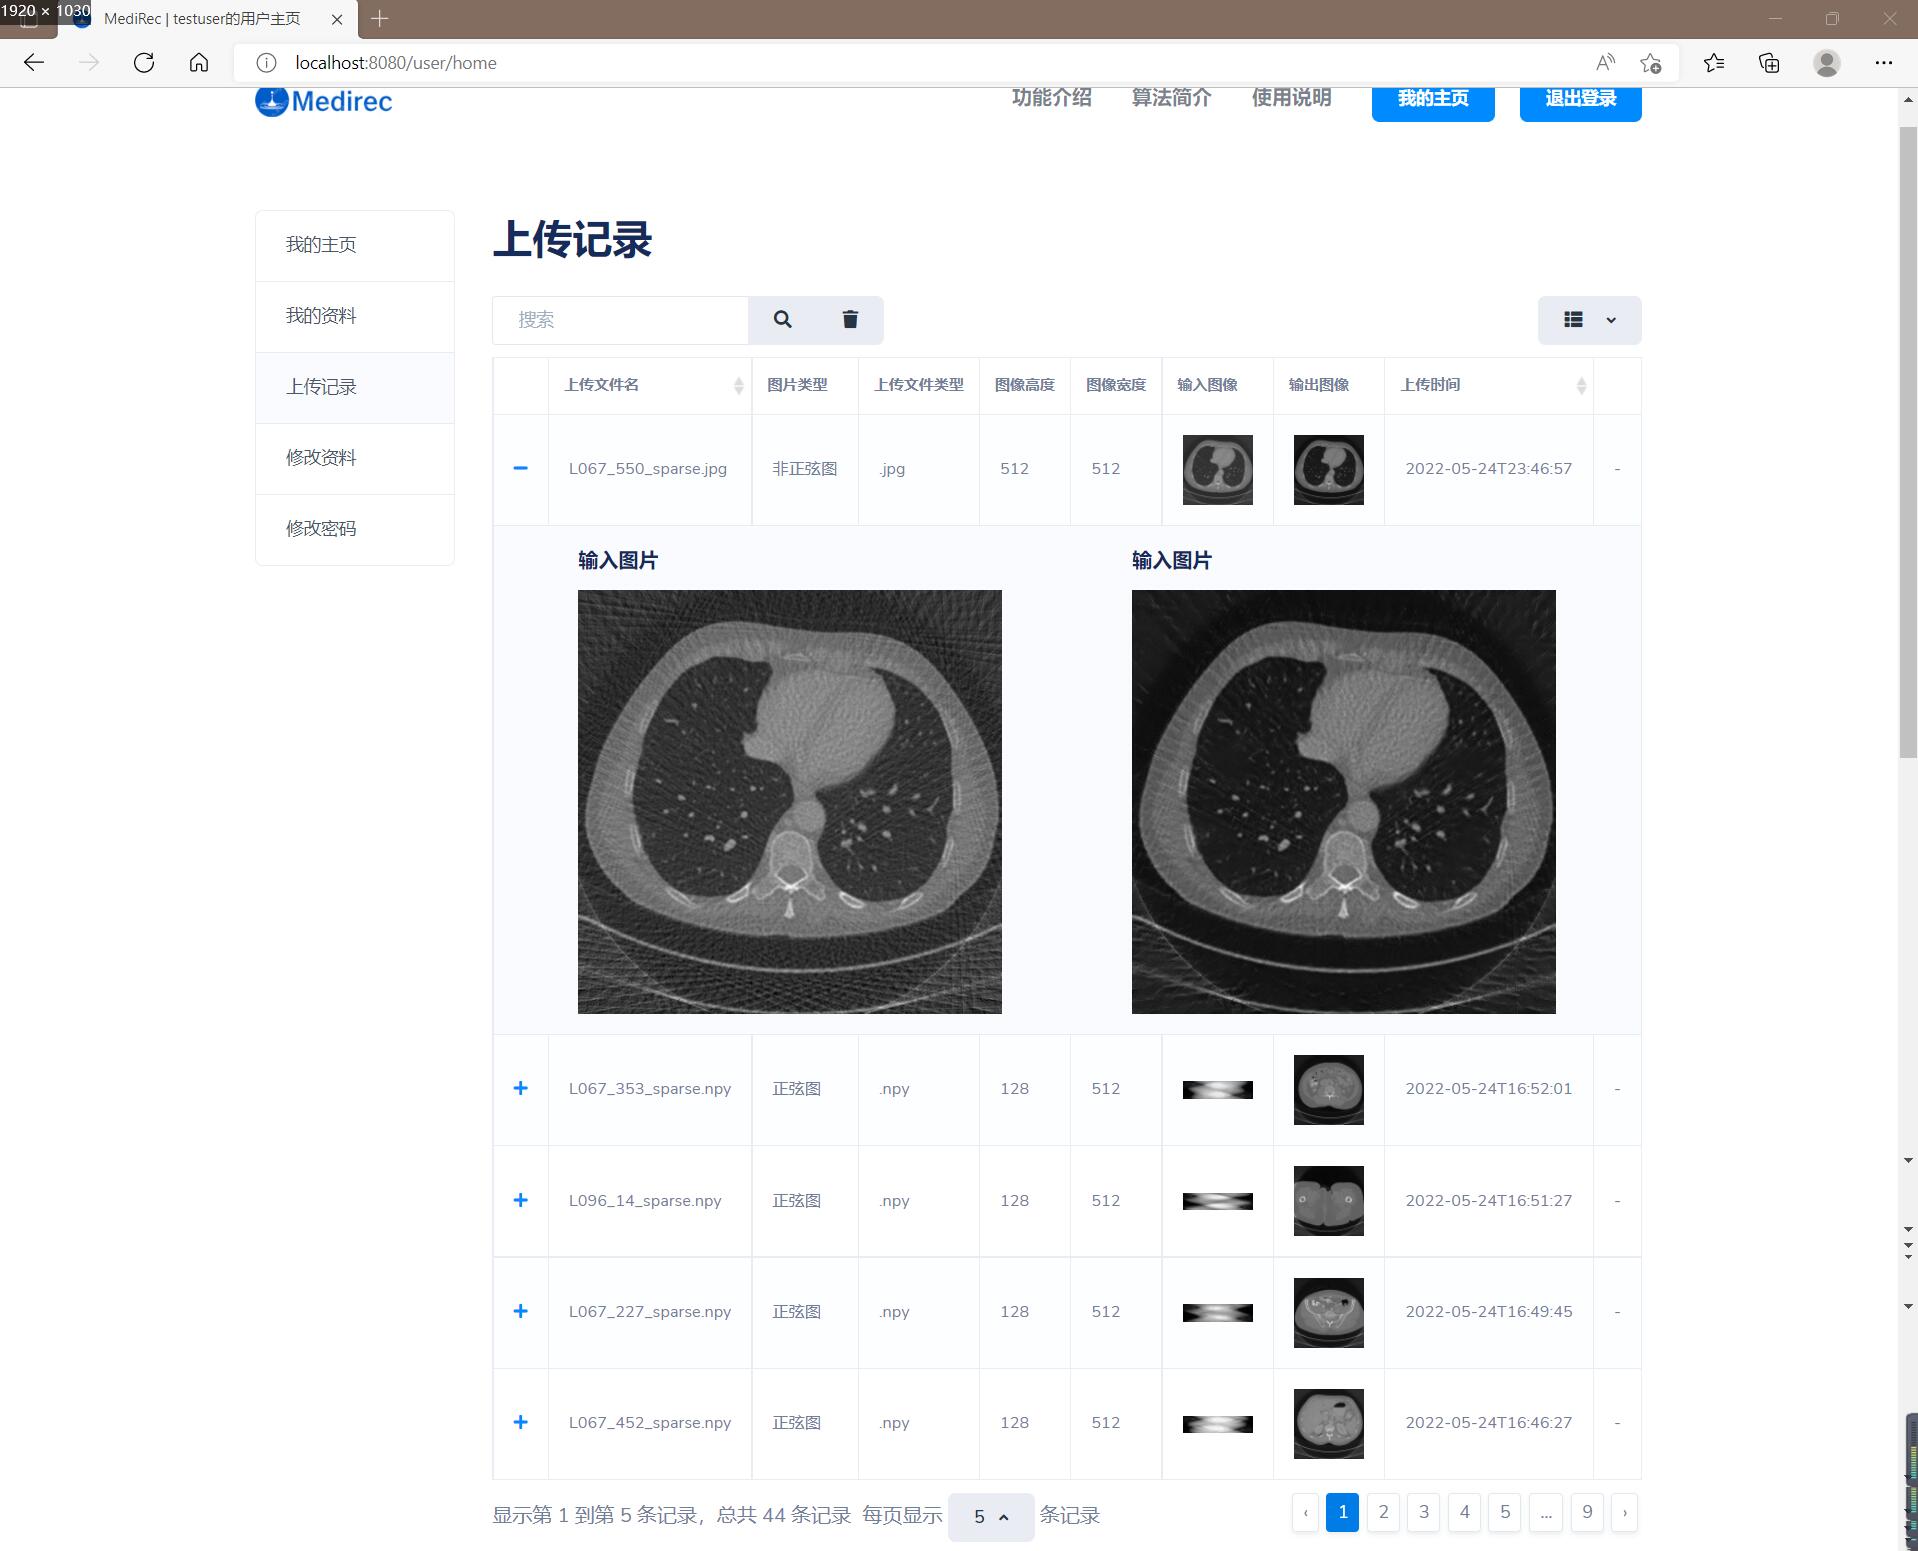 1920 × 1030
MediRec | testuser的用户主页
localhost:8080/user/home
Medirec
功能介绍 算法简介 使用说明 我的主页 退出登录
我的主页
我的资料
上传记录
修改资料
修改密码
上传记录
搜索
上传文件名 图片类型 上传文件类型 图像高度 图像宽度 输入图像 输出图像 上传时间
L067_550_sparse.jpg 非正弦图 .jpg 512 512 2022-05-24T23:46:57 -
输入图片 输入图片
L067_353_sparse.npy 正弦图 .npy 128 512 2022-05-24T16:52:01 -
L096_14_sparse.npy 正弦图 .npy 128 512 2022-05-24T16:51:27 -
L067_227_sparse.npy 正弦图 .npy 128 512 2022-05-24T16:49:45 -
L067_452_sparse.npy 正弦图 .npy 128 512 2022-05-24T16:46:27 -
显示第 1 到第 5 条记录，总共 44 条记录 每页显示 5 条记录 ‹ 1 2 3 4 5 ... 9 ›